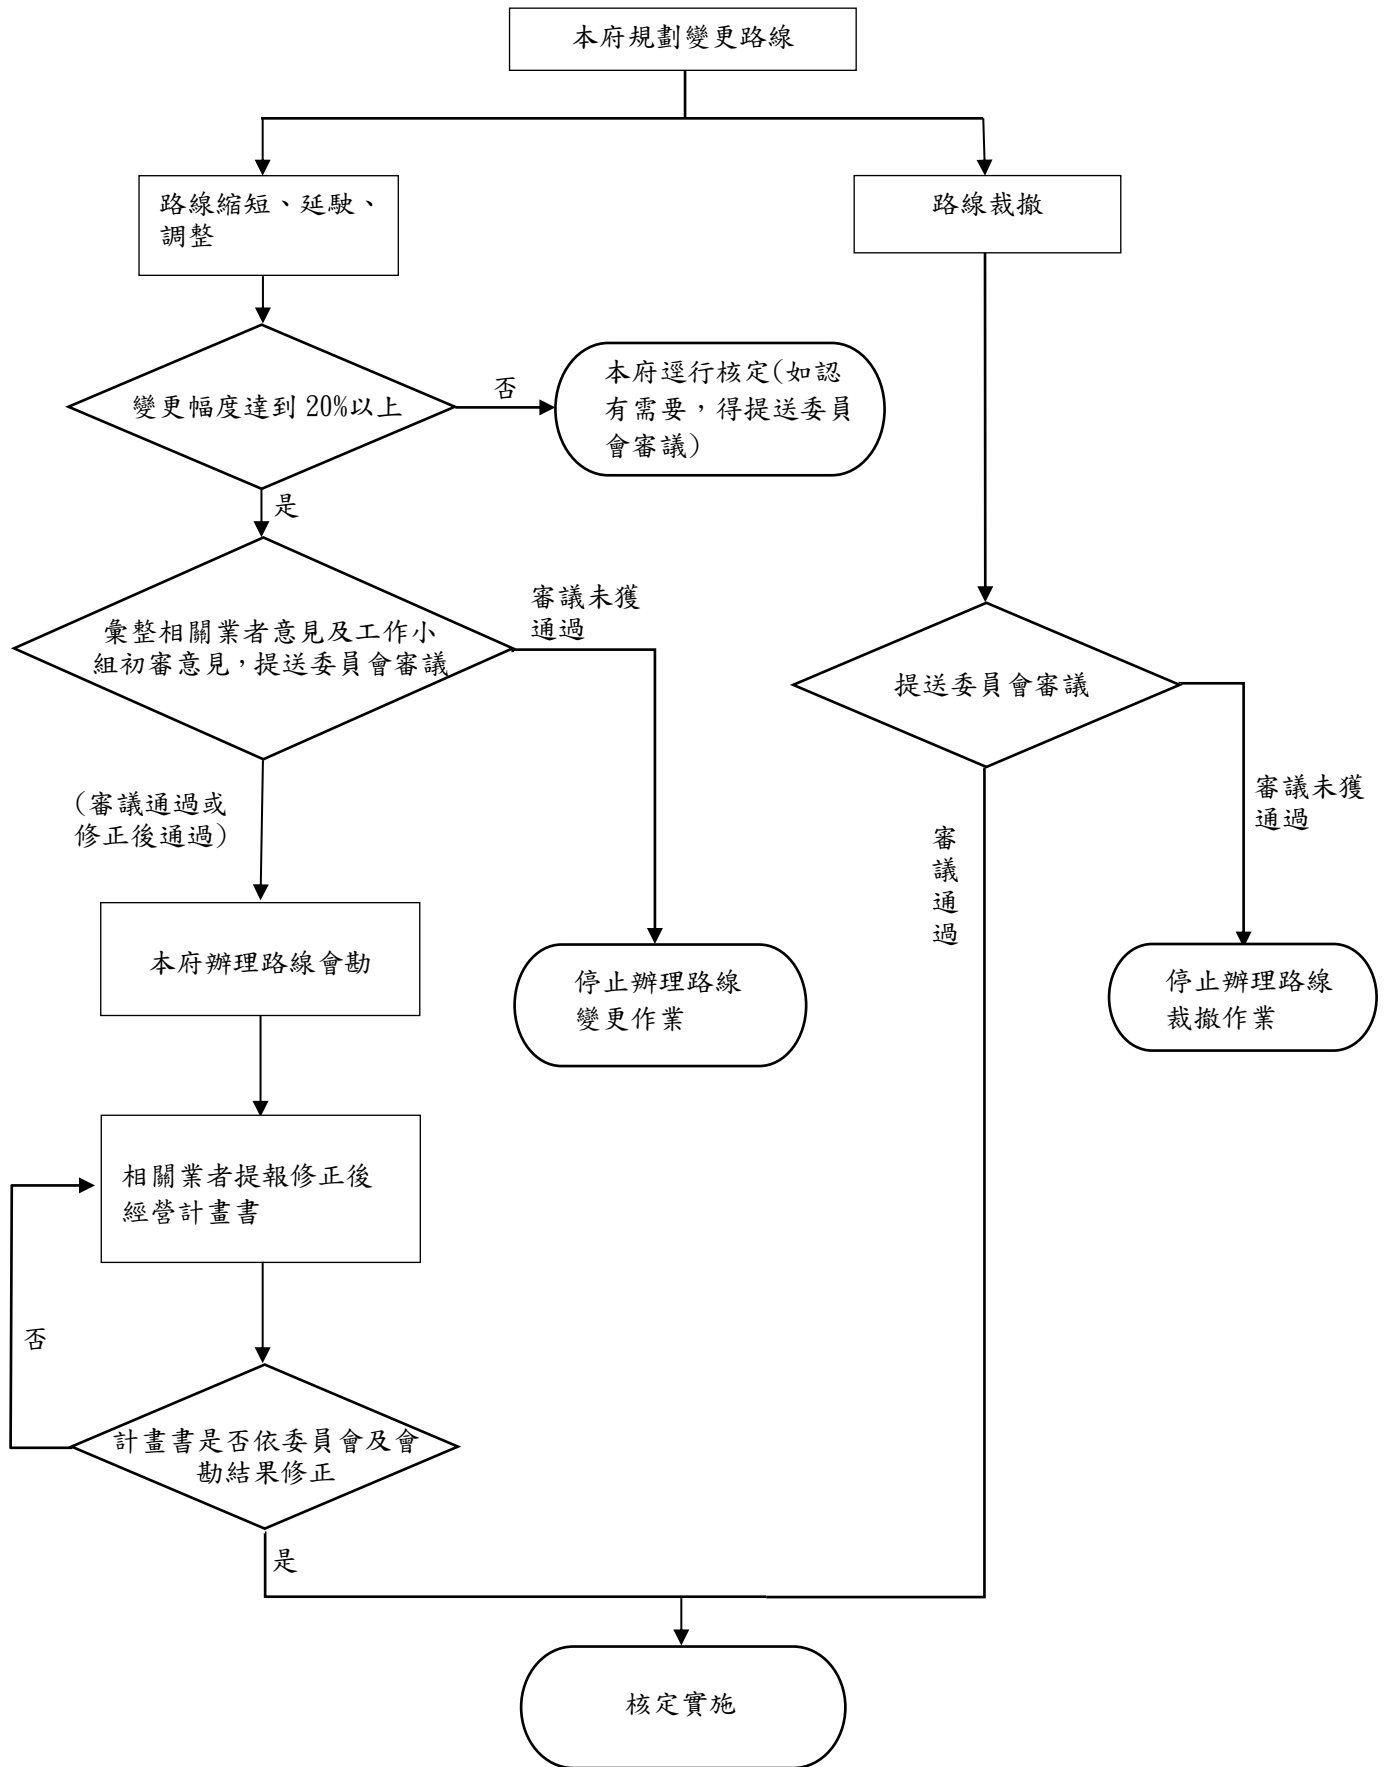 本府規劃變更路線
路線縮短、延駛、
調整
路線裁撤
變更幅度達到 20%以上
否
本府逕行核定(如認
有需要，得提送委員
會審議)
是
彙整相關業者意見及工作小
組初審意見，提送委員會審議
審議未獲
通過
提送委員會審議
(審議通過或
修正後通過)
審議通過
審議未獲
通過
本府辦理路線會勘
停止辦理路線
變更作業
停止辦理路線
裁撤作業
相關業者提報修正後
經營計畫書
否
計畫書是否依委員會及會
勘結果修正
是
核定實施